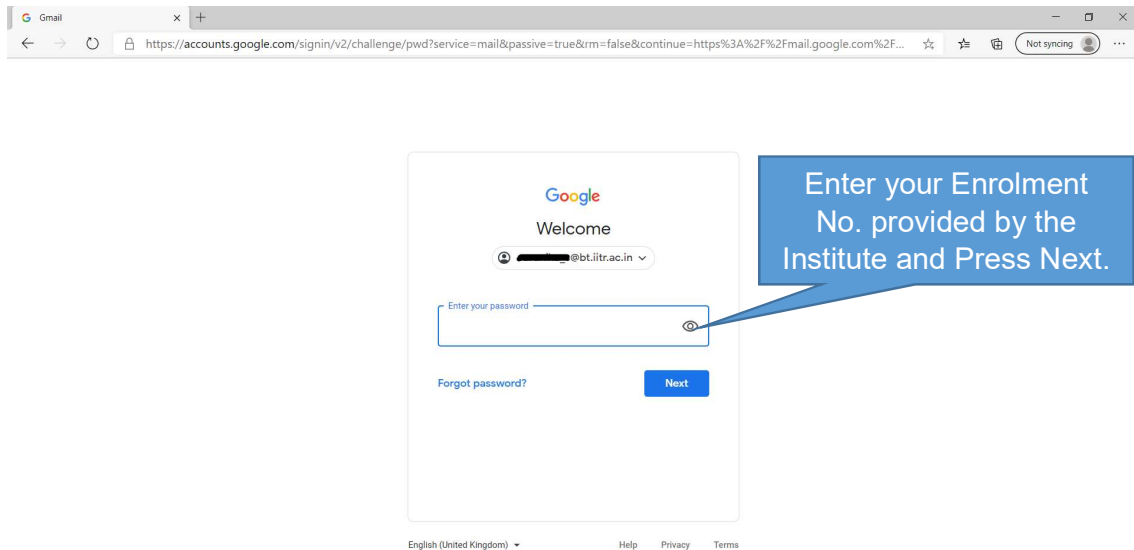 Gmail
https://accounts.google.com/signin/v2/challenge/pwd?service=mail&passive=true&rm=false&continue=https%3A%2F%2Fmail.google.com%2F...
Not syncing
Google
Welcome
@bt.iitr.ac.in
Enter your password
Forgot password?
Next
Enter your Enrolment
No. provided by the
Institute and Press Next.
English (United Kingdom)
Help Privacy Terms